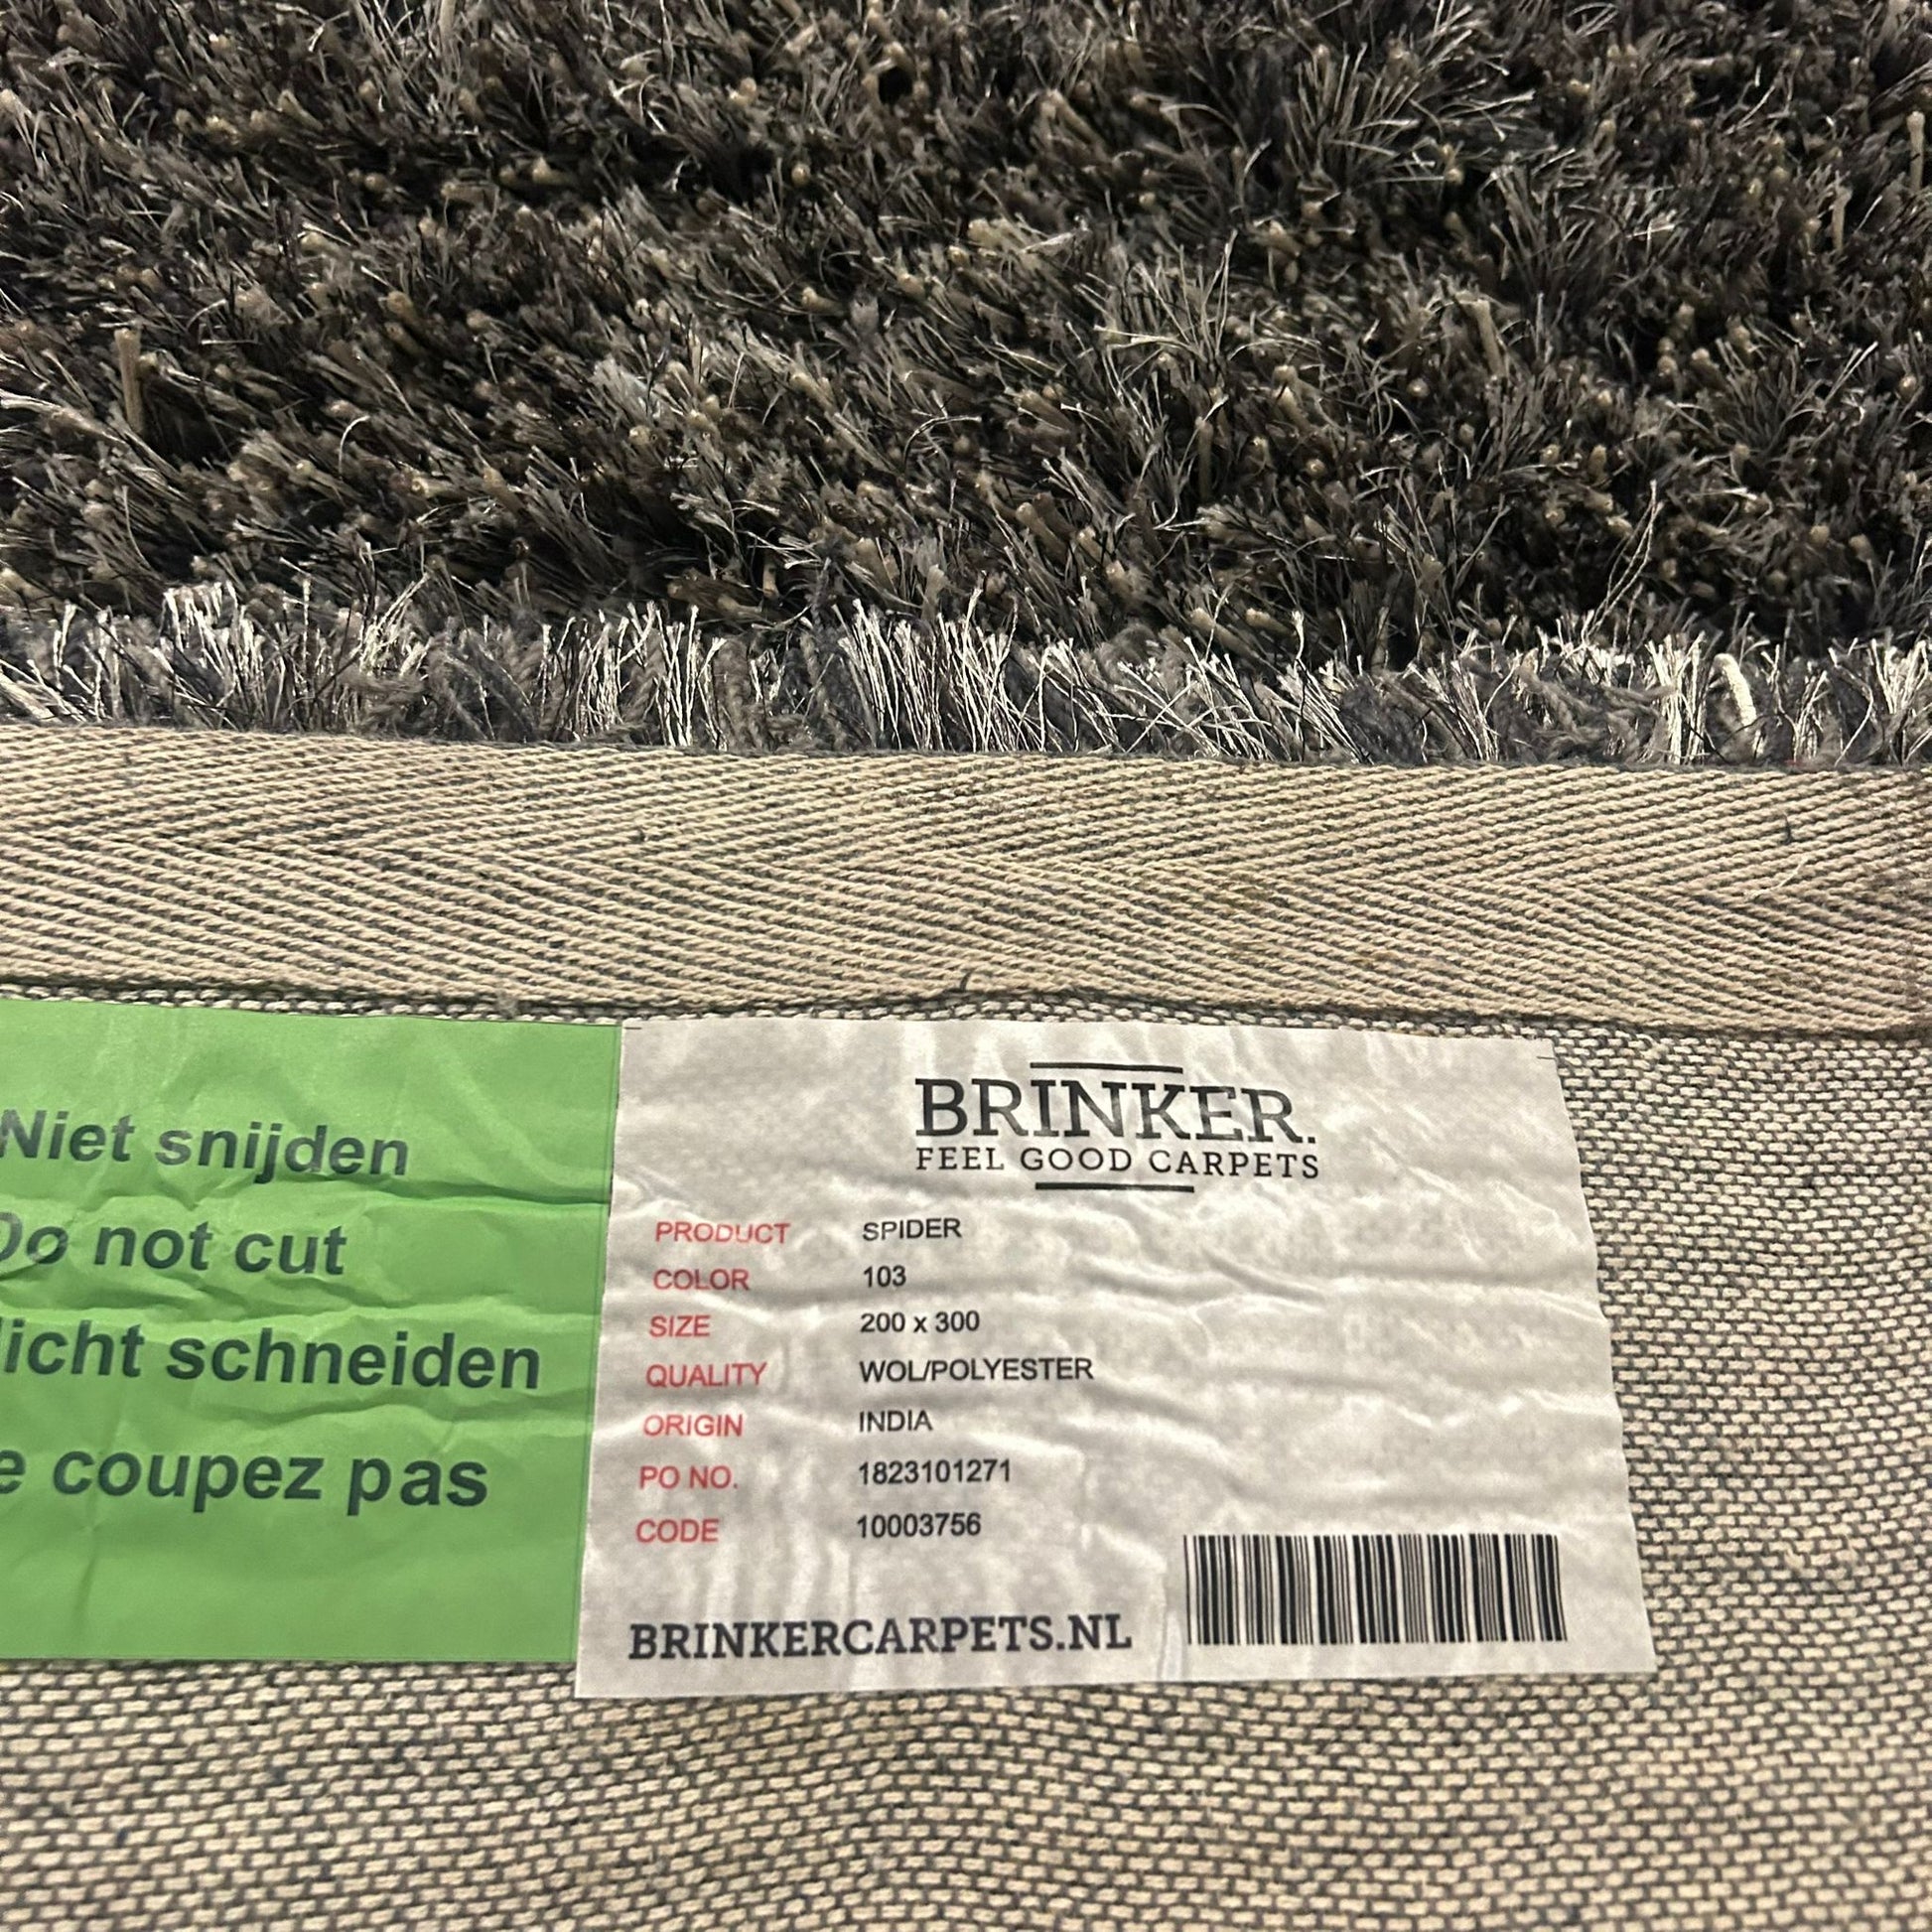 Niet snijden
Do not cut
icht schneiden
e coupez pas
BRINKER.
FEEL GOOD CARPETS
PRODUCT SPIDER
COLOR 103
SIZE 200 x 300
QUALITY WOL/POLYESTER
ORIGIN INDIA
PO NO. 1823101271
CODE 10003756
BRINKERCARPETS.NL